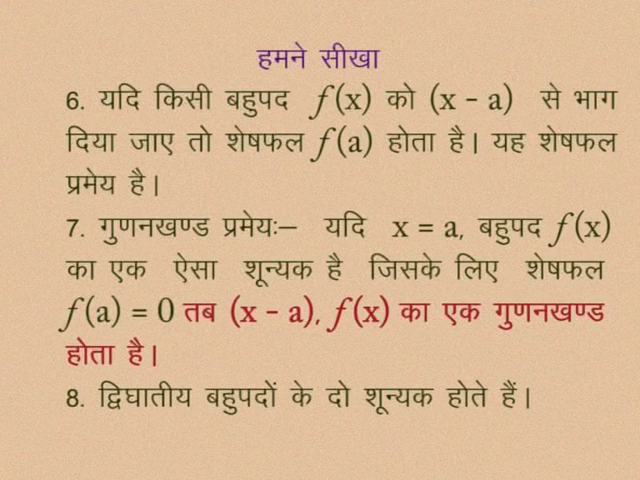 हमने सीखा
6. यदि किसी बहुपद f(x) को (x – a) से भाग
दिया जाए तो शेषफल f(a) होता है। यह शेषफल
प्रमेय है।
7. गुणनखण्ड प्रमेयः– यदि x = a, बहुपद f(x)
का एक ऐसा शून्यक है जिसके लिए शेषफल
f(a) = 0 तब (x – a), f(x) का एक गुणनखण्ड
होता है।
8. द्विघातीय बहुपदों के दो शून्यक होते हैं।